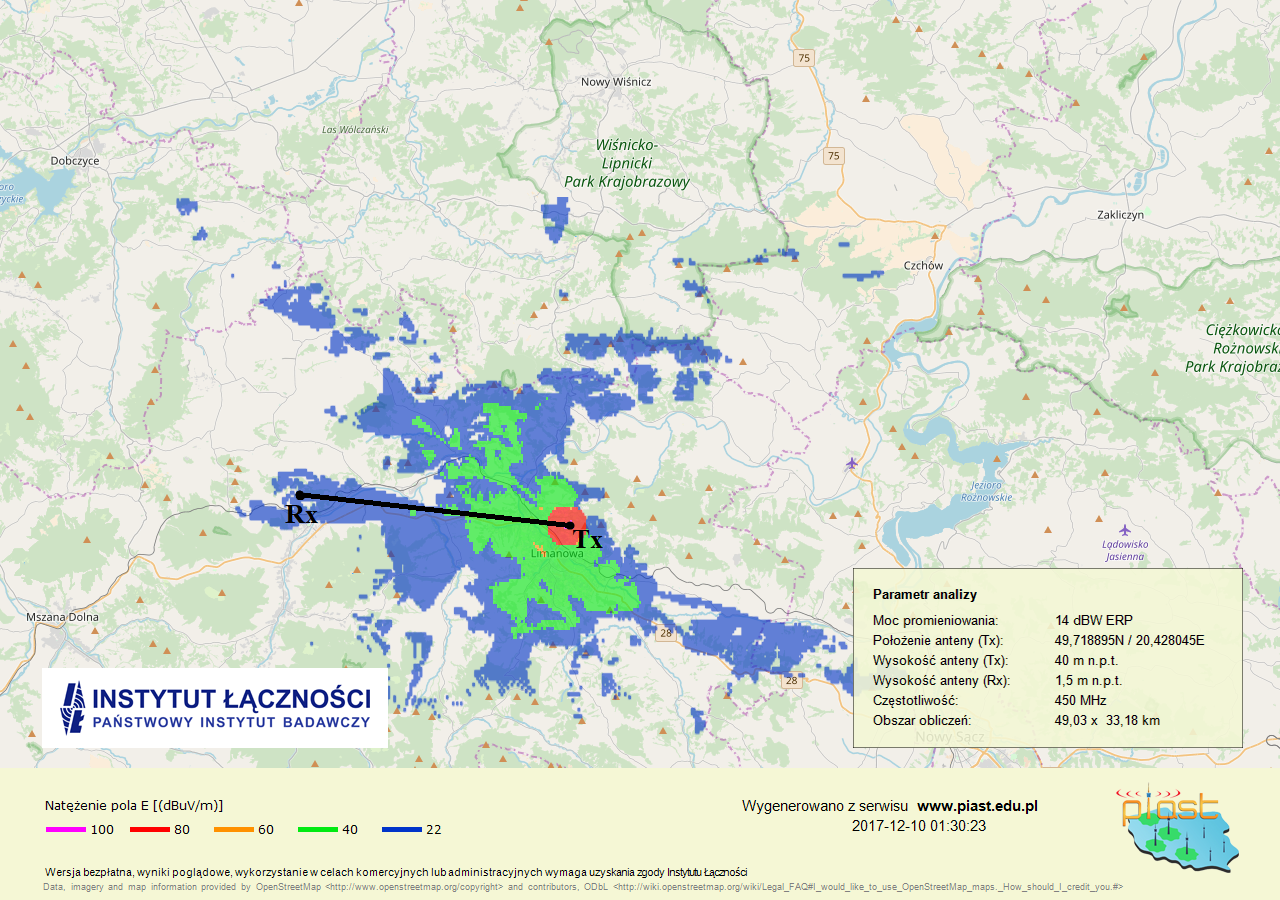 75
Nowy Wiśnicz
Las Wólczański
Wiśnicko-
Lipnicki
Park Krajobrazowy
75
Dobczyce
oro
zyckie
Zakliczyn
Czchów
Ciężkowicko
Rożnowski
Park Krajobraz
Jezioro
Rożnowskie
Rx
Tx
Limanowa
Lądowisko
Jasienna
Mszana Dolna
28
28
Nowy Sącz
INSTYTUT ŁĄCZNOŚCI
PAŃSTWOWY INSTYTUT BADAWCZY
Parametr analizy
Moc promieniowania: 14 dBW ERP
Położenie anteny (Tx): 49,718895N / 20,428045E
Wysokość anteny (Tx): 40 m n.p.t.
Wysokość anteny (Rx): 1,5 m n.p.t.
Częstotliwość: 450 MHz
Obszar obliczeń: 49,03 x 33,18 km
Natężenie pola E [(dBuV/m)]
100 80 60 40 22
Wygenerowano z serwisu www.piast.edu.pl
2017-12-10 01:30:23
piast
Wersja bezpłatna, wyniki poglądowe, wykorzystanie w celach komercyjnych lub administracyjnych wymaga uzyskania zgody Instytutu Łączności
Data, imagery and map information provided by OpenStreetMap <http://www.openstreetmap.org/copyright> and contributors, ODbL <http://wiki.openstreetmap.org/wiki/Legal_FAQ#I_would_like_to_use_OpenStreetMap_maps._How_should_I_credit_you.#>